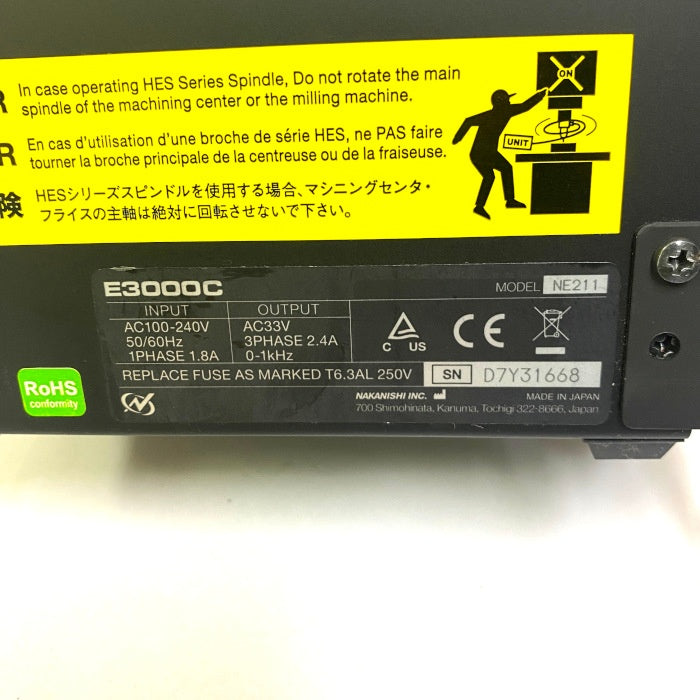 In case operating HES Series Spindle, Do not rotate the main
spindle of the machining center or the milling machine.
R En cas d'utilisation d'une broche de série HES, ne PAS faire
tourner la broche principale de la centreuse ou de la fraiseuse.
険 HESシリーズスピンドルを使用する場合、マシニングセンタ・
フライスの主軸は絶対に回転させないで下さい。
ON
UNIT
E3000C
MODEL NE211
INPUT OUTPUT
AC100-240V AC33V
50/60Hz 3PHASE 2.4A
1PHASE 1.8A 0-1kHz
C US
CE
REPLACE FUSE AS MARKED T6.3AL 250V SN D7Y31668
RoHS
conformity
NAKANISHI INC. MADE IN JAPAN
700 Shimohinata, Kanuma, Tochigi 322-8666, Japan